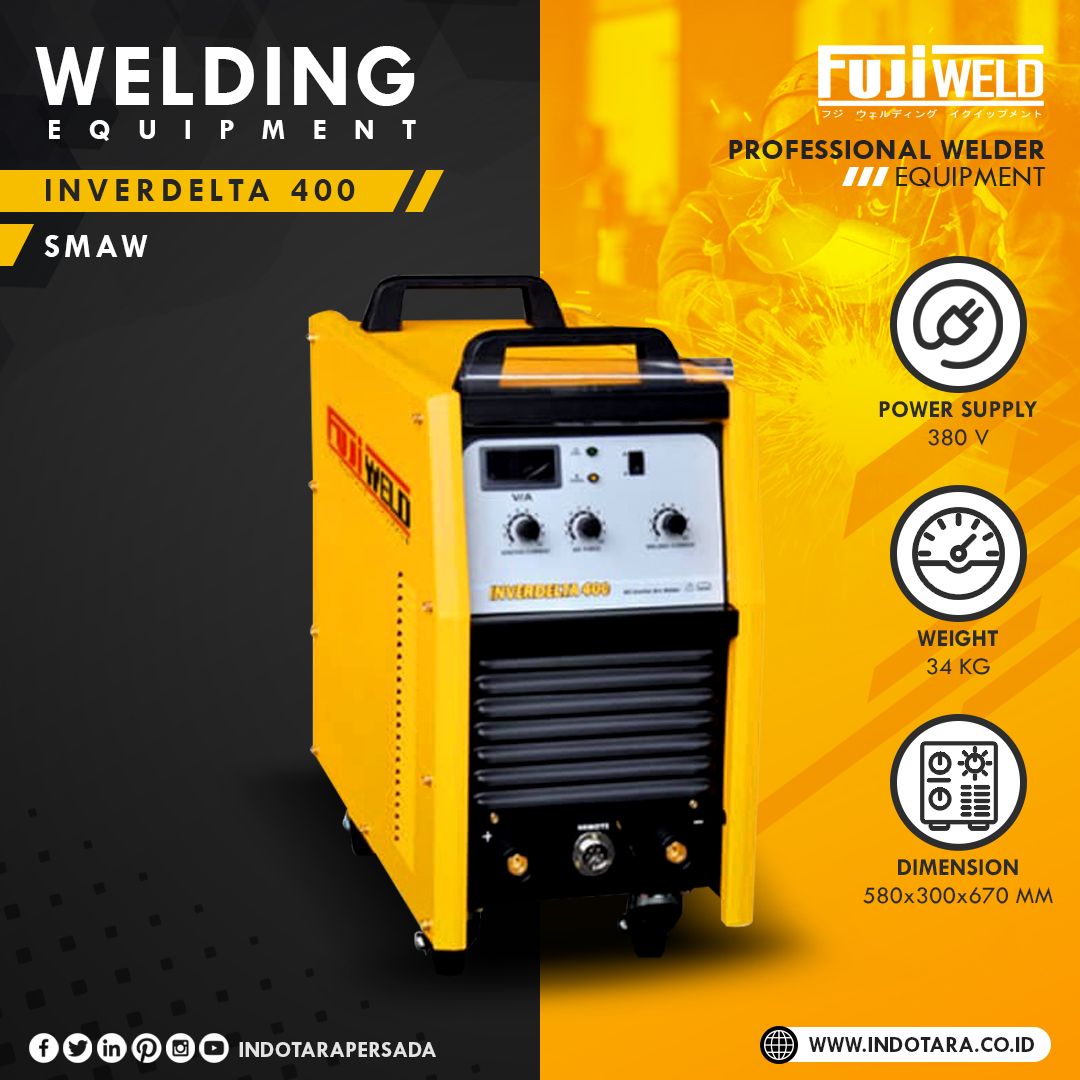 WELDING
EQUIPMENT
INVERDELTA 400
SMAW
FUJIWELD
フジ ウェルディング イクイップメント
PROFESSIONAL WELDER
EQUIPMENT
POWER SUPPLY
380 V
WEIGHT
34 KG
DIMENSION
580x300x670 MM
FUJIWELD
V/A
INVERDELTA 400
+
REMOTE
-
INDOTARAPERSADA
WWW.INDOTARA.CO.ID